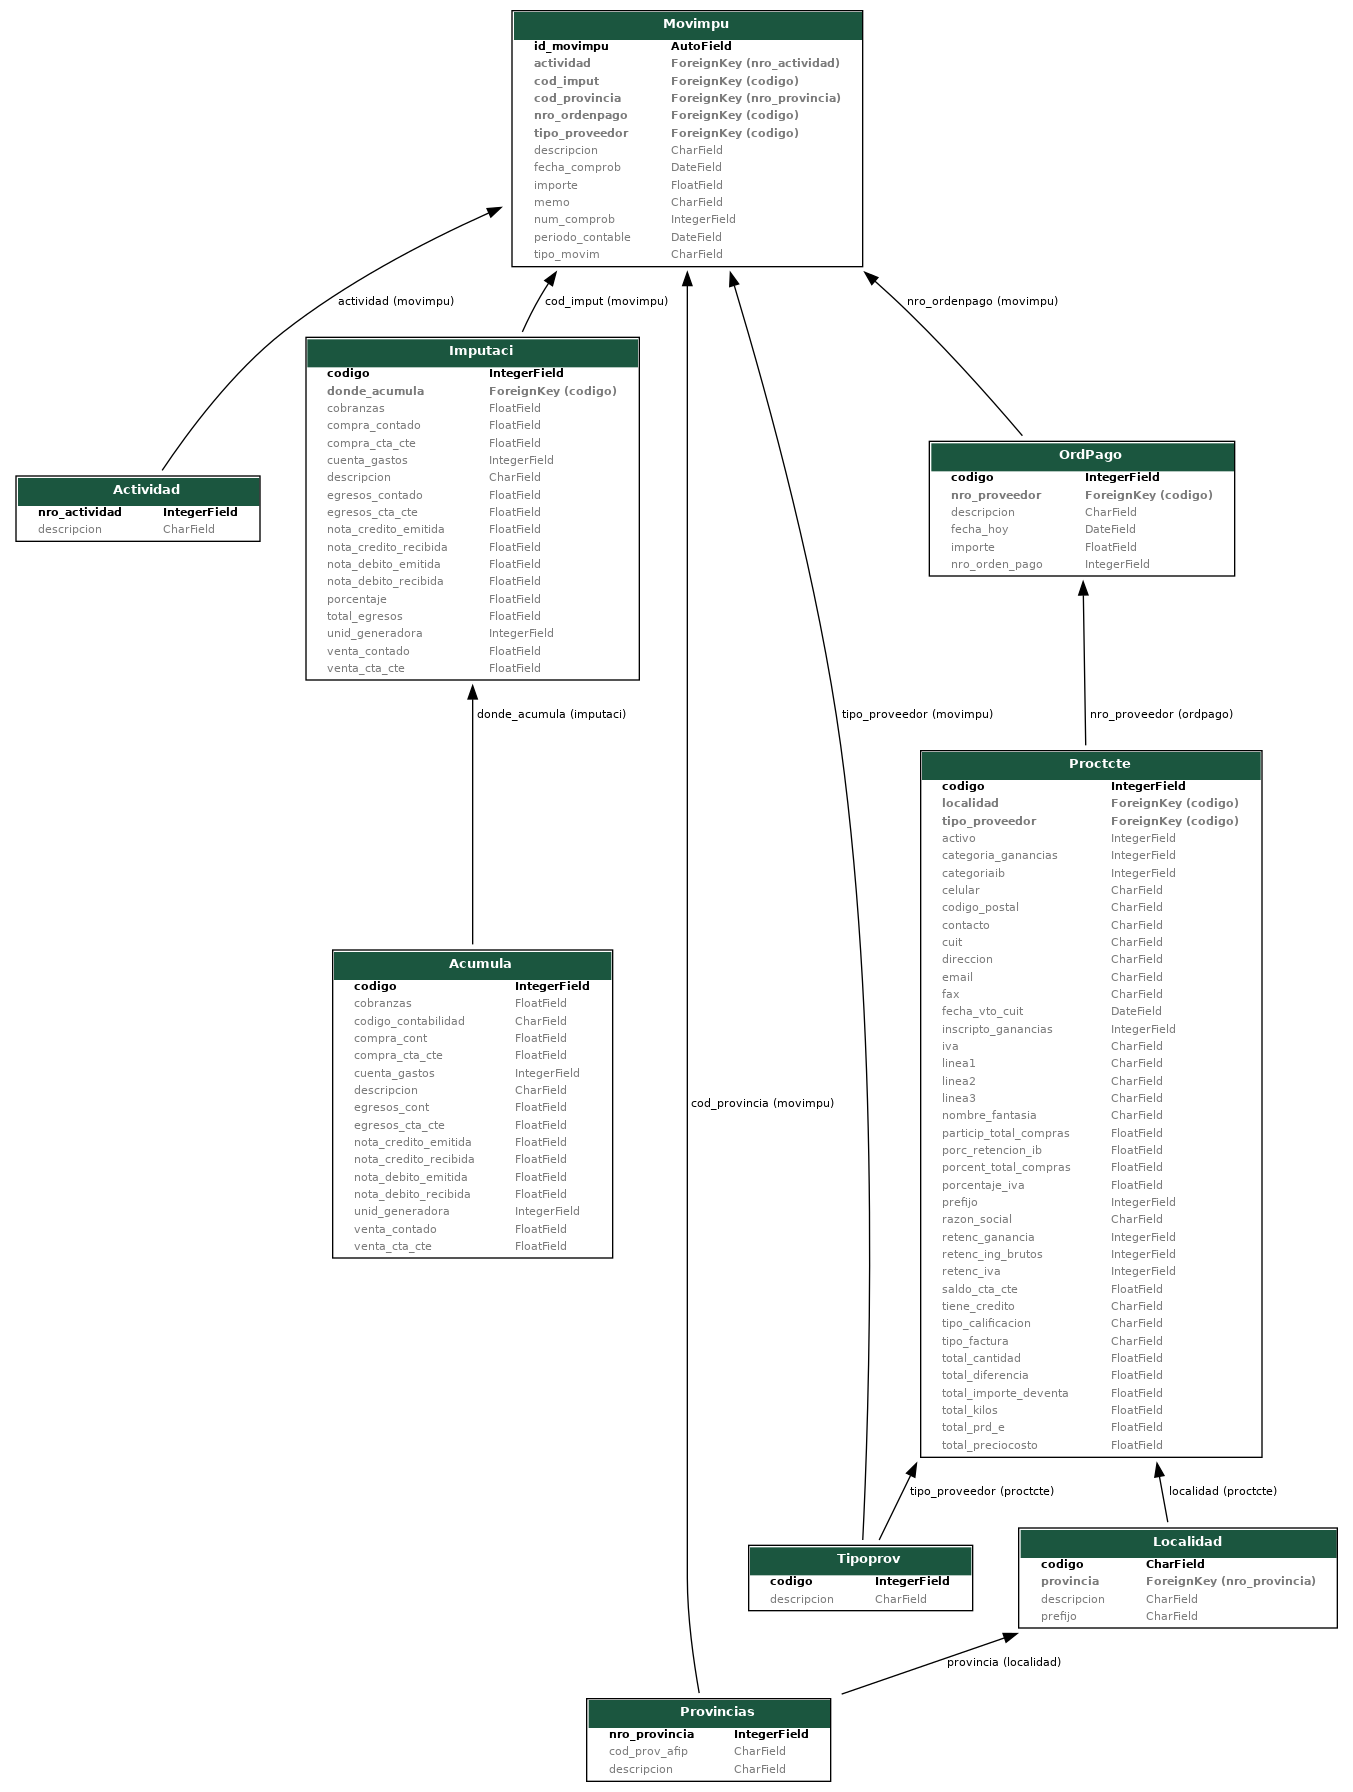 Movimpu
id_movimpu AutoField
actividad ForeignKey (nro_actividad)
cod_imput ForeignKey (codigo)
cod_provincia ForeignKey (nro_provincia)
nro_ordenpago ForeignKey (codigo)
tipo_proveedor ForeignKey (codigo)
descripcion CharField
fecha_comprob DateField
importe FloatField
memo CharField
num_comprob IntegerField
periodo_contable DateField
tipo_movim CharField
actividad (movimpu)
cod_imput (movimpu)
nro_ordenpago (movimpu)
Imputaci
codigo IntegerField
donde_acumula ForeignKey (codigo)
cobranzas FloatField
compra_contado FloatField
compra_cta_cte FloatField
cuenta_gastos IntegerField
descripcion CharField
egresos_contado FloatField
egresos_cta_cte FloatField
nota_credito_emitida FloatField
nota_credito_recibida FloatField
nota_debito_emitida FloatField
nota_debito_recibida FloatField
porcentaje FloatField
total_egresos FloatField
unid_generadora IntegerField
venta_contado FloatField
venta_cta_cte FloatField
Actividad
nro_actividad IntegerField
descripcion CharField
OrdPago
codigo IntegerField
nro_proveedor ForeignKey (codigo)
descripcion CharField
fecha_hoy DateField
importe FloatField
nro_orden_pago IntegerField
donde_acumula (imputaci)
tipo_proveedor (movimpu)
nro_proveedor (ordpago)
Proctcte
codigo IntegerField
localidad ForeignKey (codigo)
tipo_proveedor ForeignKey (codigo)
activo IntegerField
categoria_ganancias IntegerField
categoriaib IntegerField
celular CharField
codigo_postal CharField
contacto CharField
cuit CharField
direccion CharField
email CharField
fax CharField
fecha_vto_cuit DateField
inscripto_ganancias IntegerField
iva CharField
linea1 CharField
linea2 CharField
linea3 CharField
nombre_fantasia CharField
particip_total_compras FloatField
porc_retencion_ib FloatField
porcent_total_compras FloatField
porcentaje_iva FloatField
prefijo IntegerField
razon_social CharField
retenc_ganancia IntegerField
retenc_ing_brutos IntegerField
retenc_iva IntegerField
saldo_cta_cte FloatField
tiene_credito CharField
tipo_calificacion CharField
tipo_factura CharField
total_cantidad FloatField
total_diferencia FloatField
total_importe_deventa FloatField
total_kilos FloatField
total_prd_e FloatField
total_preciocosto FloatField
Acumula
codigo IntegerField
cobranzas FloatField
codigo_contabilidad CharField
compra_cont FloatField
compra_cta_cte FloatField
cuenta_gastos IntegerField
descripcion CharField
egresos_cont FloatField
egresos_cta_cte FloatField
nota_credito_emitida FloatField
nota_credito_recibida FloatField
nota_debito_emitida FloatField
nota_debito_recibida FloatField
unid_generadora IntegerField
venta_contado FloatField
venta_cta_cte FloatField
cod_provincia (movimpu)
tipo_proveedor (proctcte)
localidad (proctcte)
Tipoprov
codigo IntegerField
descripcion CharField
Localidad
codigo CharField
provincia ForeignKey (nro_provincia)
descripcion CharField
prefijo CharField
provincia (localidad)
Provincias
nro_provincia IntegerField
cod_prov_afip CharField
descripcion CharField